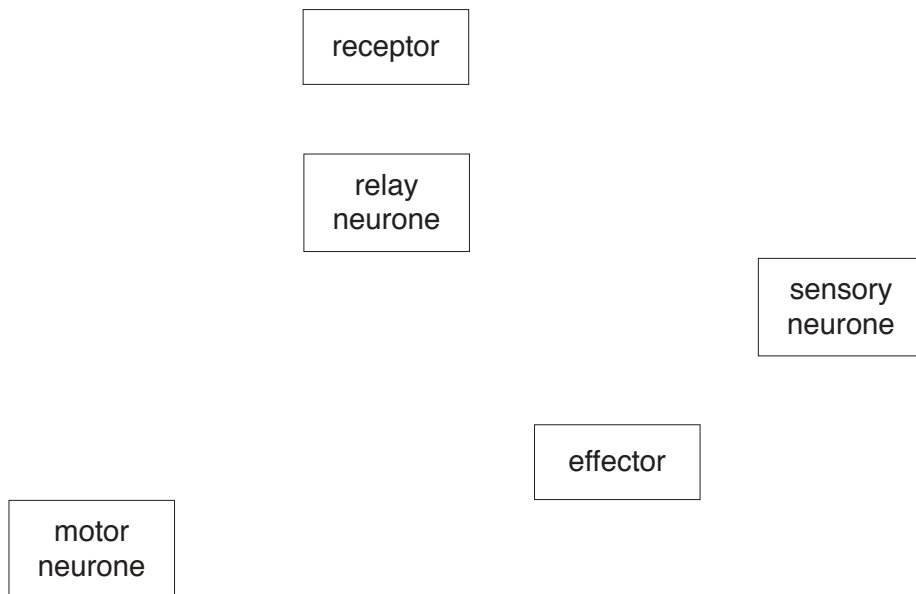 receptor
relay
neurone
sensory
neurone
effector
motor
neurone